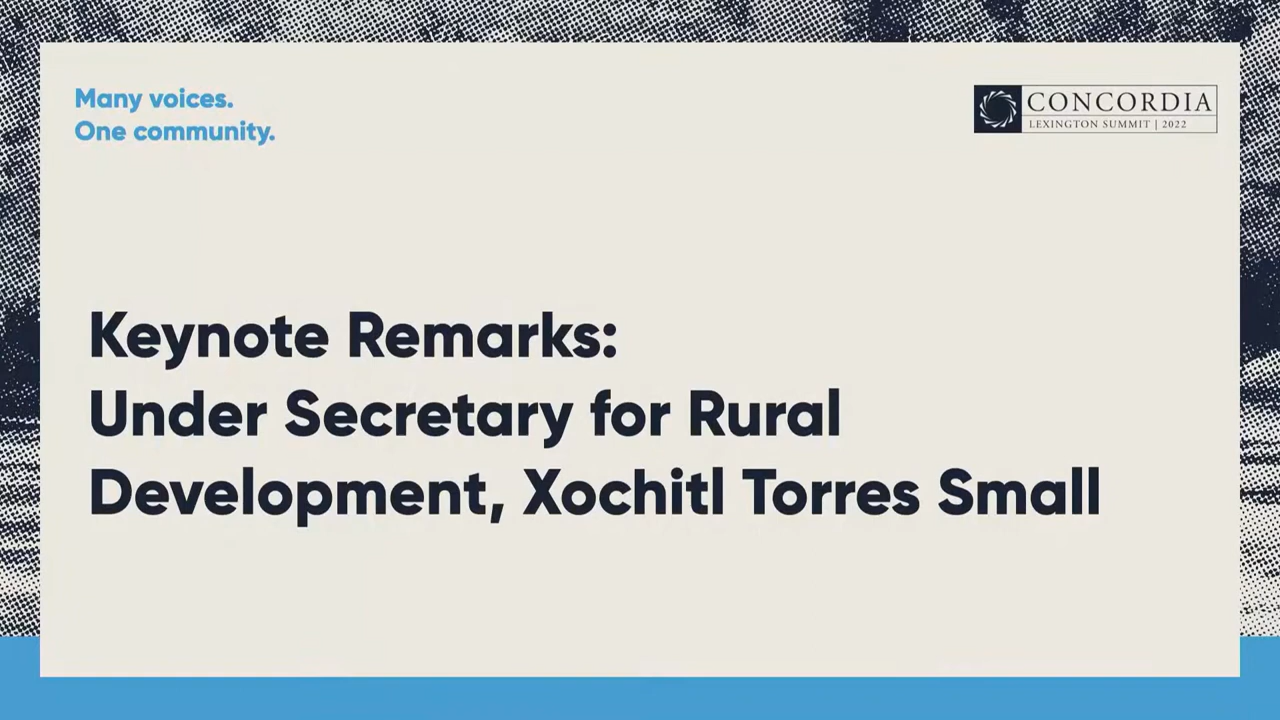 Many voices.
One community.
CONCORDIA
LEXINGTON SUMMIT | 2022
Keynote Remarks:
Under Secretary for Rural
Development, Xochitl Torres Small